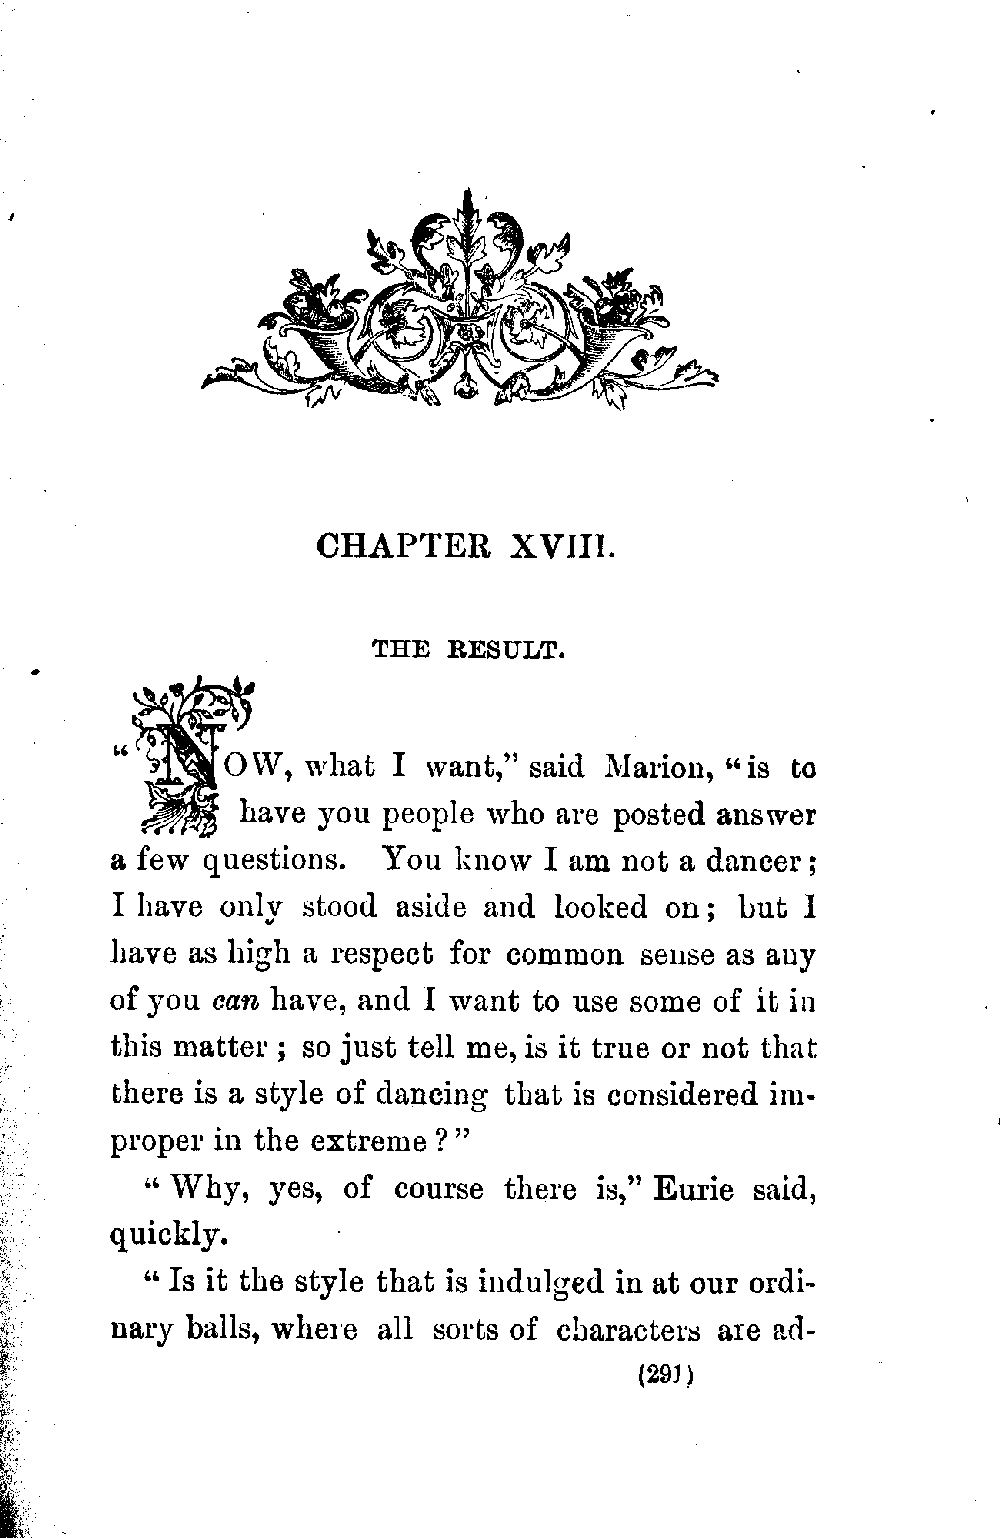 CHAPTER XVIII.
THE RESULT.
"NOW, what I want," said Marion, "is to
have you people who are posted answer
a few questions. You know I am not a dancer;
I have only stood aside and looked on; but I
have as high a respect for common sense as any
of you can have, and I want to use some of it in
this matter; so just tell me, is it true or not that
there is a style of dancing that is considered im-
proper in the extreme?"
"Why, yes, of course there is," Eurie said,
quickly.
"Is it the style that is indulged in at our ordi-
nary balls, where all sorts of characters are ad-
(291)